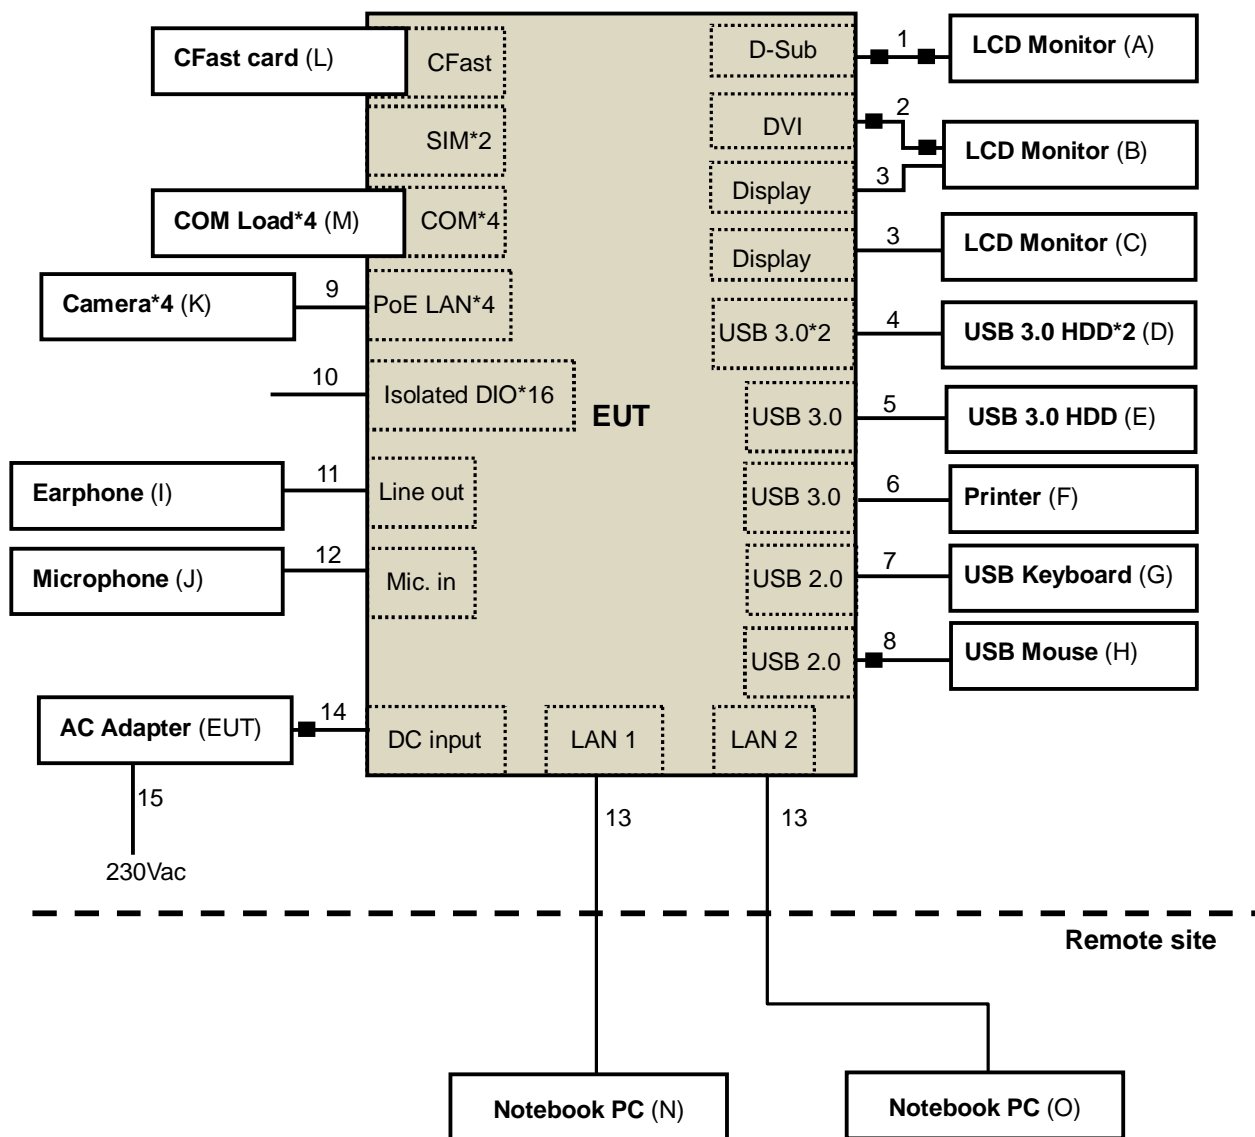 CFast card (L)
CFast
D-Sub
1
LCD Monitor (A)
SIM*2
DVI
2
LCD Monitor (B)
Display
3
COM Load*4 (M)
COM*4
Display
3
LCD Monitor (C)
Camera*4 (K)
9
PoE LAN*4
USB 3.0*2
4
USB 3.0 HDD*2 (D)
10
Isolated DIO*16
EUT
USB 3.0
5
USB 3.0 HDD (E)
Earphone (I)
11
Line out
USB 3.0
6
Printer (F)
Microphone (J)
12
Mic. in
USB 2.0
7
USB Keyboard (G)
USB 2.0
8
USB Mouse (H)
AC Adapter (EUT)
14
DC input
LAN 1
LAN 2
15
13
13
230Vac
Remote site
Notebook PC (N)
Notebook PC (O)